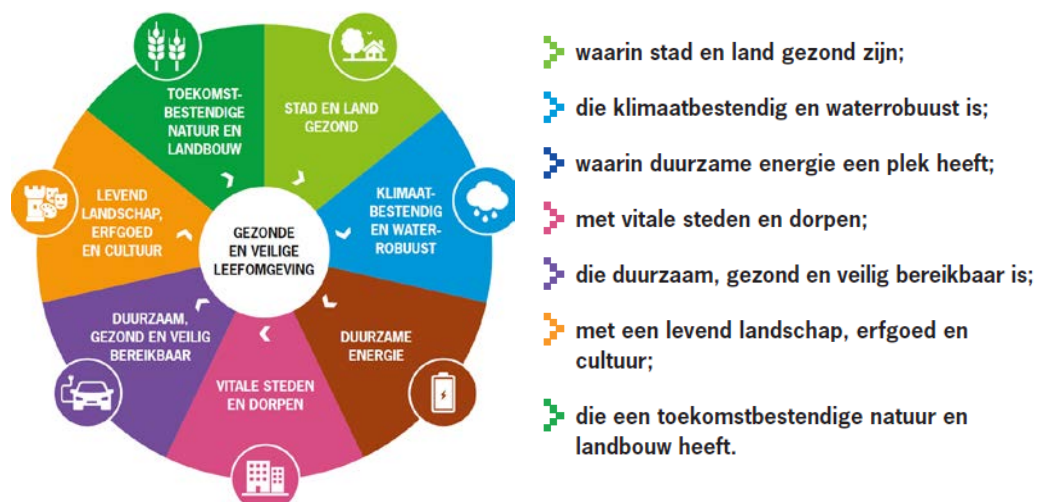 TOEKOMST-
BESTENDIGE
NATUUR EN
LANDBOUW
STAD EN LAND
GEZOND
KLIMAAT-
BESTENDIG
EN WATER-
ROBUUST
DUURZAME
ENERGIE
VITALE STEDEN
EN DORPEN
DUURZAAM,
GEZOND EN VEILIG
BEREIKBAAR
LEVEND
LANDSCHAP,
ERFGOED
EN CULTUUR
GEZONDE
EN VEILIGE
LEEFOMGEVING
waarin stad en land gezond zijn;
die klimaatbestendig en waterrobuust is;
waarin duurzame energie een plek heeft;
met vitale steden en dorpen;
die duurzaam, gezond en veilig bereikbaar is;
met een levend landschap, erfgoed en
cultuur;
die een toekomstbestendige natuur en
landbouw heeft.